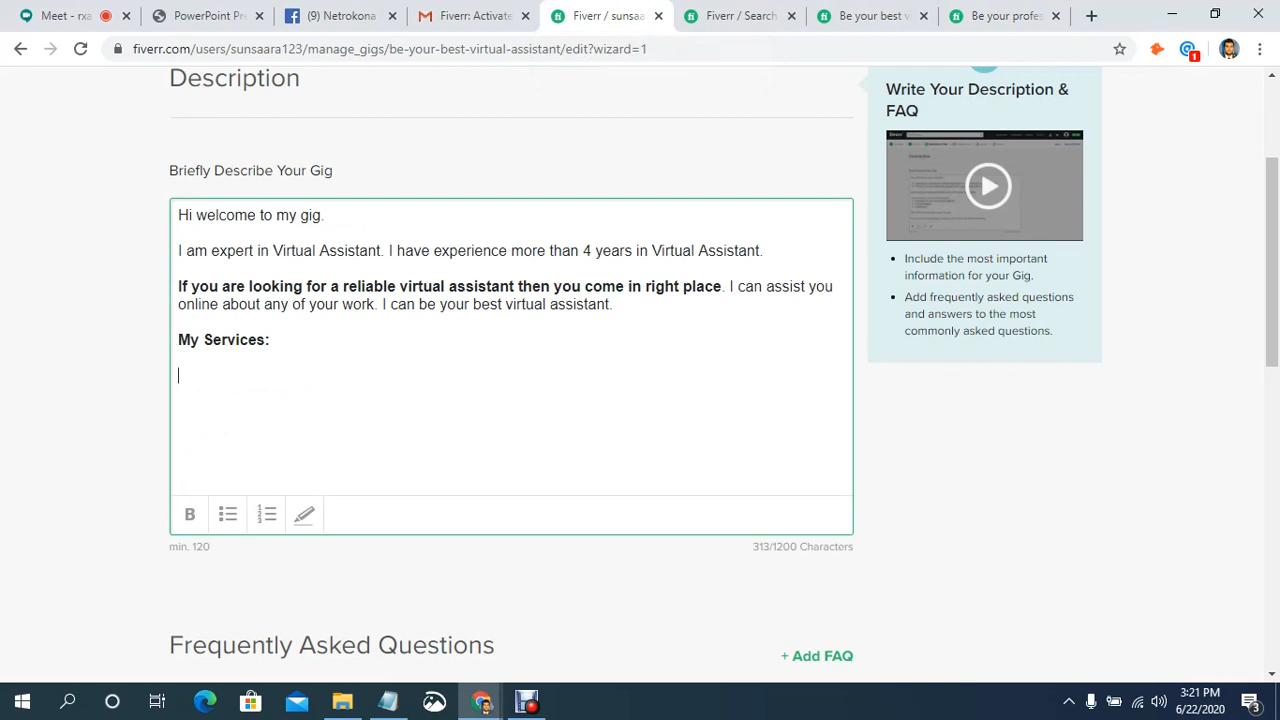 Meet - rxa
PowerPoint Pre
(9) Netrokona
Fiverr: Activate
Fiverr / sunsaa
Fiverr / Search
Be your best v
Be your profes
fiverr.com/users/sunsaara123/manage_gigs/be-your-best-virtual-assistant/edit?wizard=1
1
Description
Write Your Description &
FAQ
Briefly Describe Your Gig
Hi welcome to my gig.
I am expert in Virtual Assistant. I have experience more than 4 years in Virtual Assistant.
If you are looking for a reliable virtual assistant then you come in right place. I can assist you
online about any of your work. I can be your best virtual assistant.
My Services:
Include the most important
information for your Gig.
Add frequently asked questions
and answers to the most
commonly asked questions.
B
min. 120
313/1200 Characters
Frequently Asked Questions
+ Add FAQ
3:21 PM
6/22/2020
3